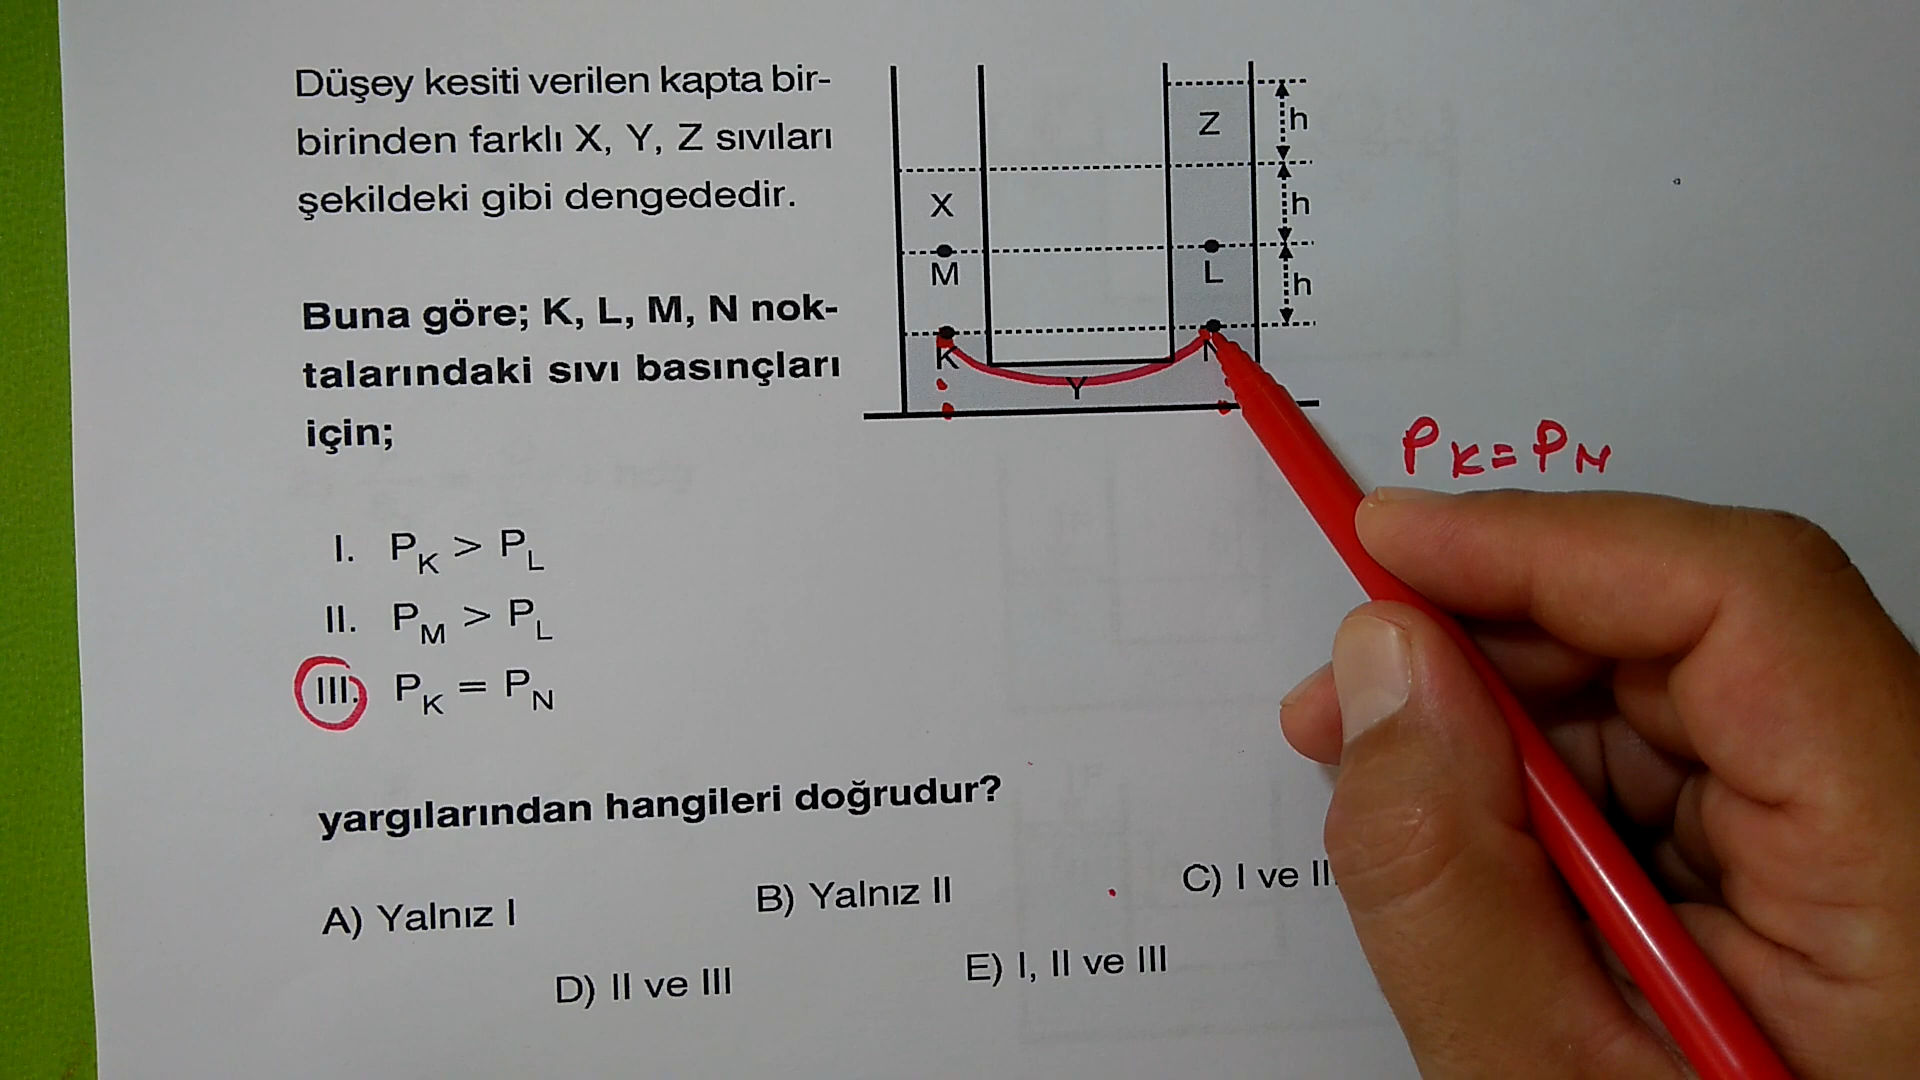 Düşey kesiti verilen kapta bir-
birinden farklı X, Y, Z sıvıları
şekildeki gibi dengededir.
Buna göre; K, L, M, N nok-
talarındaki sıvı basınçları
için;
I. PK > PL
II. PM > PL
III. PK = PN
yargılarından hangileri doğrudur?
A) Yalnız I
B) Yalnız II
C) I ve II
D) II ve III
E) I, II ve III
Z
h
X
h
M
L
h
K
Y
PK = PN